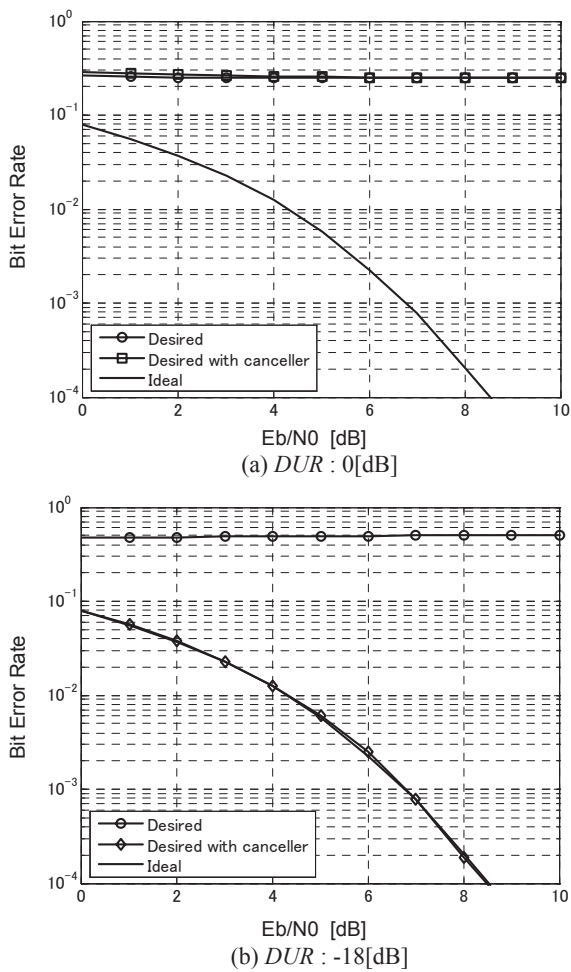 10^0
10^-1
10^-2
10^-3
10^-4
Bit Error Rate
Desired
Desired with canceller
Ideal
0 2 4 6 8 10
Eb/N0 [dB]
(a) DUR : 0[dB]
10^0
10^-1
10^-2
10^-3
10^-4
Bit Error Rate
Desired
Desired with canceller
Ideal
0 2 4 6 8 10
Eb/N0 [dB]
(b) DUR : -18[dB]